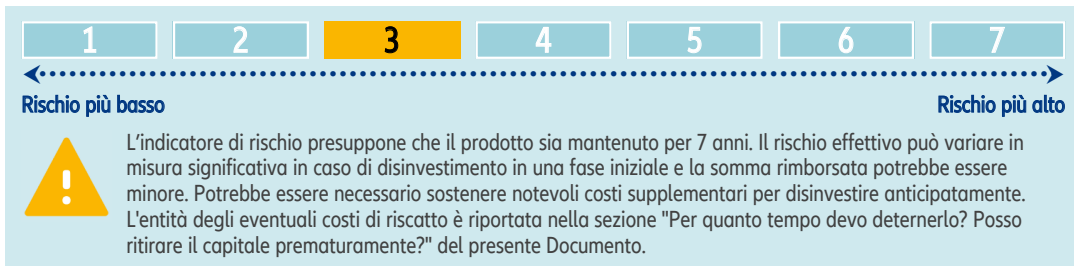 1 2 3 4 5 6 7
Rischio più basso Rischio più alto
L'indicatore di rischio presuppone che il prodotto sia mantenuto per 7 anni. Il rischio effettivo può variare in
misura significativa in caso di disinvestimento in una fase iniziale e la somma rimborsata potrebbe essere
minore. Potrebbe essere necessario sostenere notevoli costi supplementari per disinvestire anticipatamente.
L'entità degli eventuali costi di riscatto è riportata nella sezione "Per quanto tempo devo deternerlo? Posso
ritirare il capitale prematuramente?" del presente Documento.